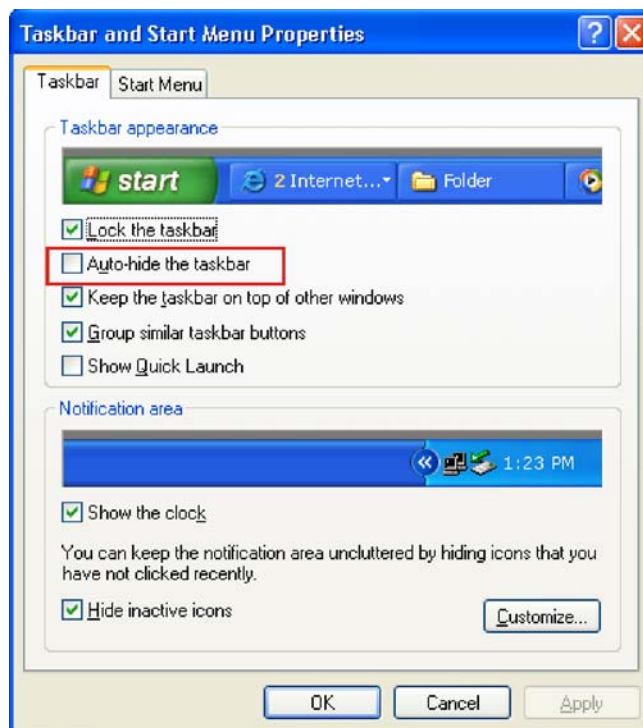 Taskbar and Start Menu Properties
Taskbar
Start Menu
Taskbar appearance
start
2 Internet...
Folder
Lock the taskbar
Auto-hide the taskbar
Keep the taskbar on top of other windows
Group similar taskbar buttons
Show Quick Launch
Notification area
1:23 PM
Show the clock
You can keep the notification area uncluttered by hiding icons that you
have not clicked recently.
Hide inactive icons
Customize...
OK
Cancel
Apply